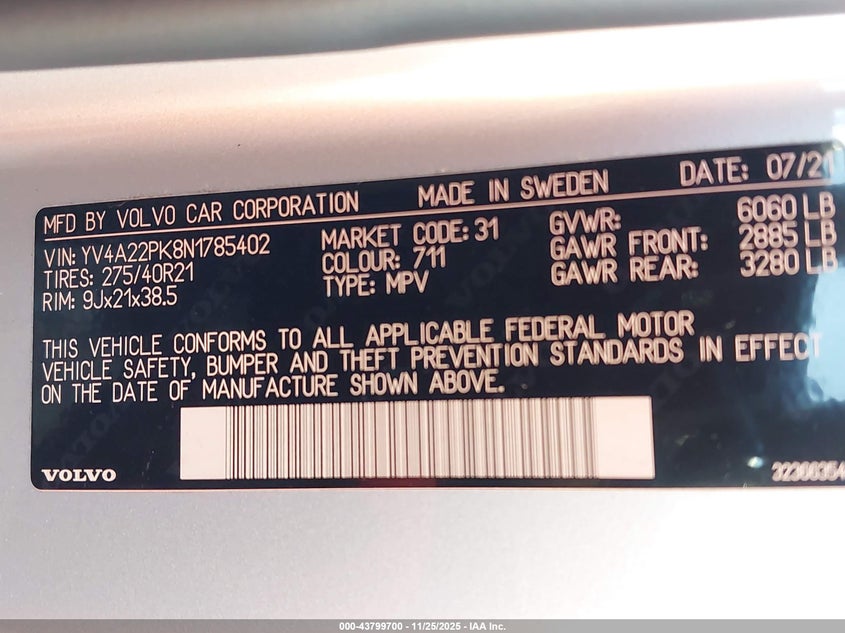 MFD BY VOLVO CAR CORPORATION MADE IN SWEDEN DATE: 07/21
VIN: YV4A22PK8N1785402 MARKET CODE: 31 GVWR: 6060 LB
TIRES: 275/40R21 COLOUR: 711 GAWR FRONT: 2885 LB
RIM: 9Jx21x38.5 TYPE: MPV GAWR REAR: 3280 LB
THIS VEHICLE CONFORMS TO ALL APPLICABLE FEDERAL MOTOR
VEHICLE SAFETY, BUMPER AND THEFT PREVENTION STANDARDS IN EFFECT
ON THE DATE OF MANUFACTURE SHOWN ABOVE.
VOLVO
000-43799700 - 11/25/2025 - IAA Inc.